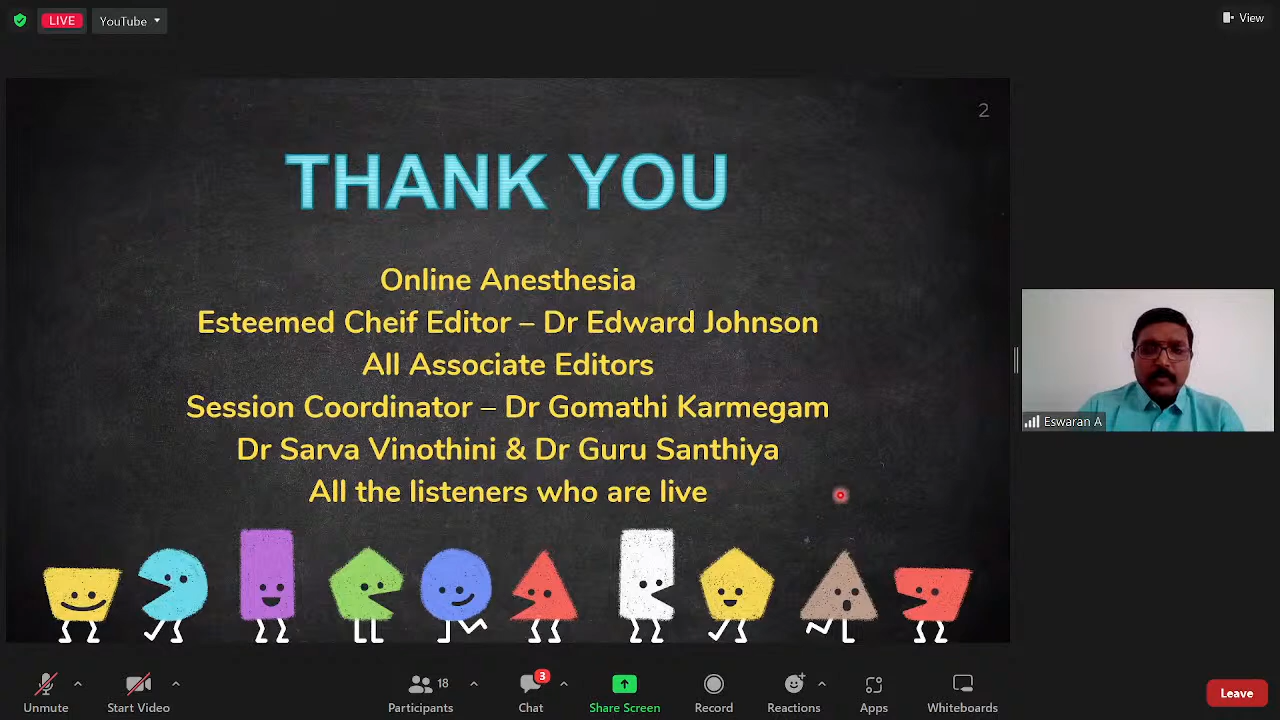 LIVE
YouTube
View
2
THANK YOU
Online Anesthesia
Esteemed Cheif Editor – Dr Edward Johnson
All Associate Editors
Session Coordinator – Dr Gomathi Karmegam
Dr Sarva Vinothini & Dr Guru Santhiya
All the listeners who are live
Eswaran A
18
3
Unmute
Start Video
Participants
Chat
Share Screen
Record
Reactions
Apps
Whiteboards
Leave